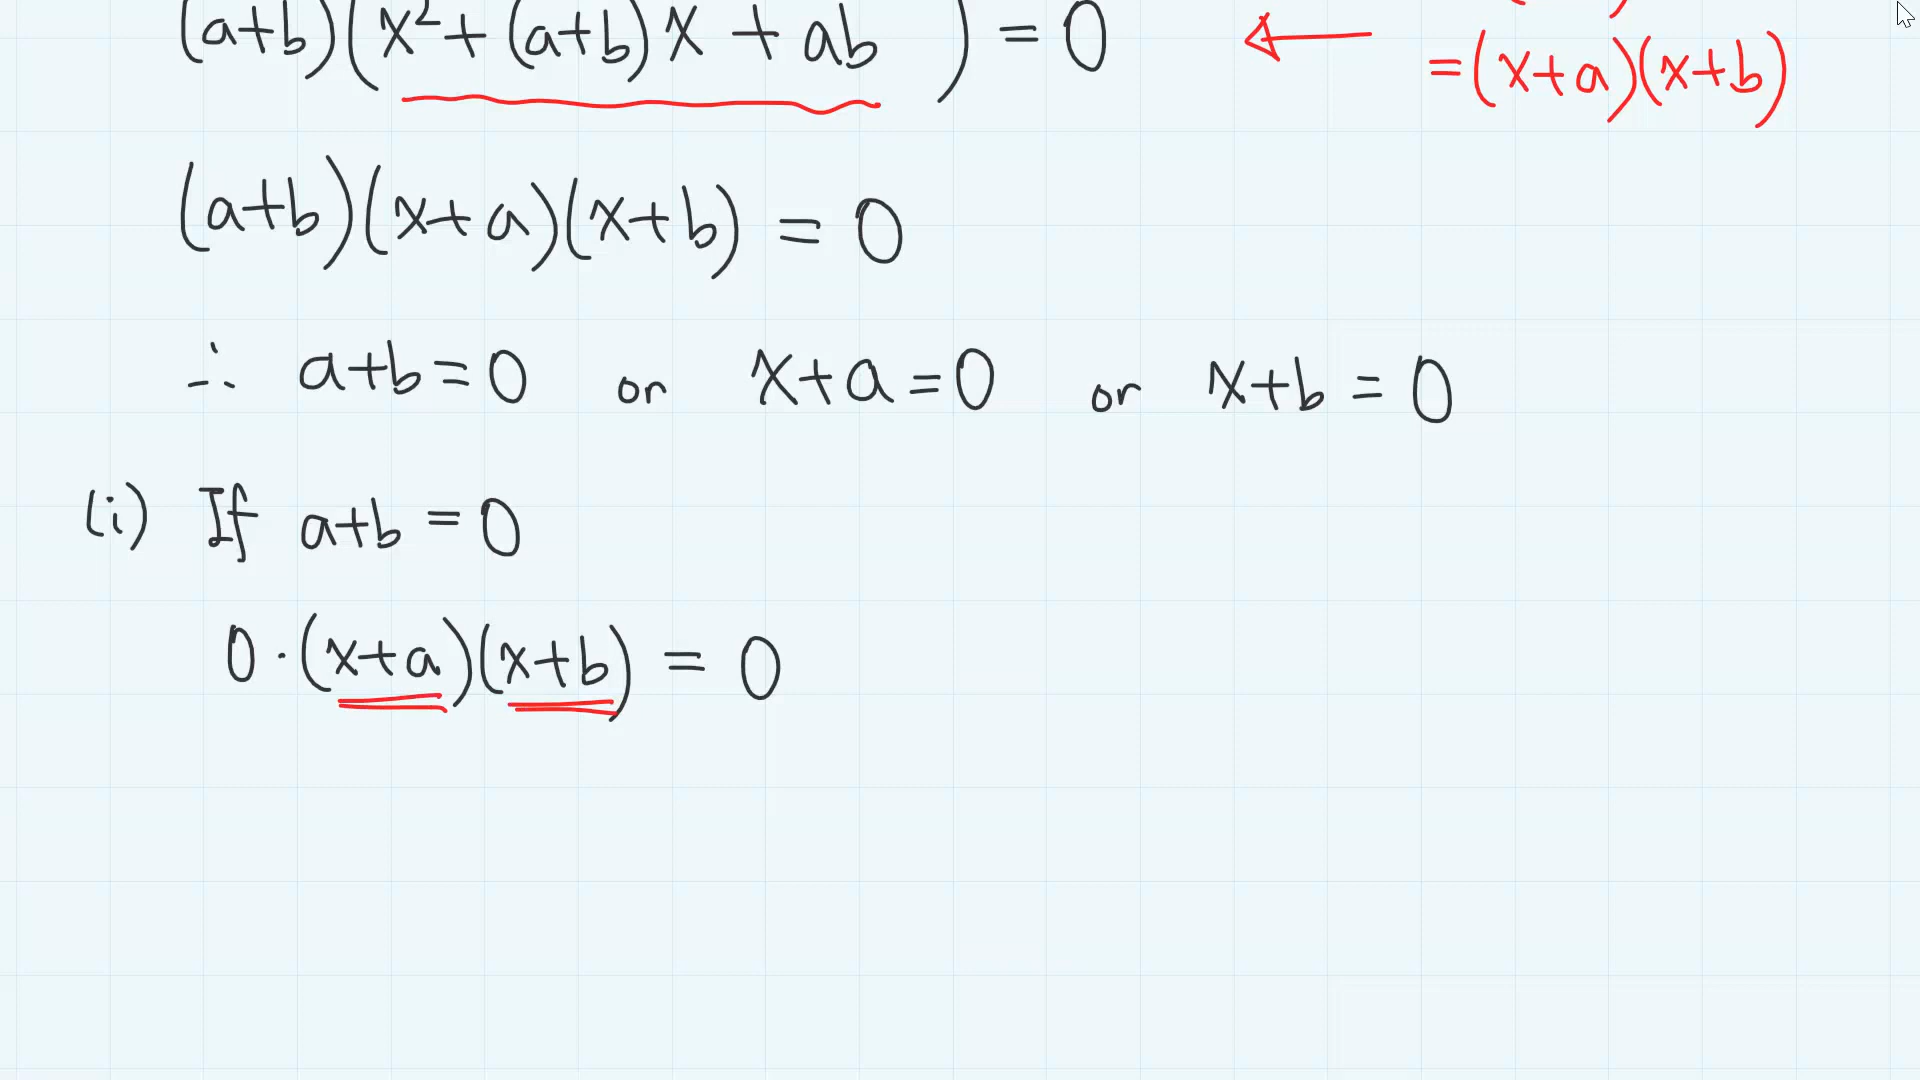 (a+b)(x²+(a+b)x+ab) = 0
=(x+a)(x+b)
(a+b)(x+a)(x+b) = 0
∴ a+b=0 or x+a=0 or x+b=0
(i) If a+b=0
0·(x+a)(x+b) = 0